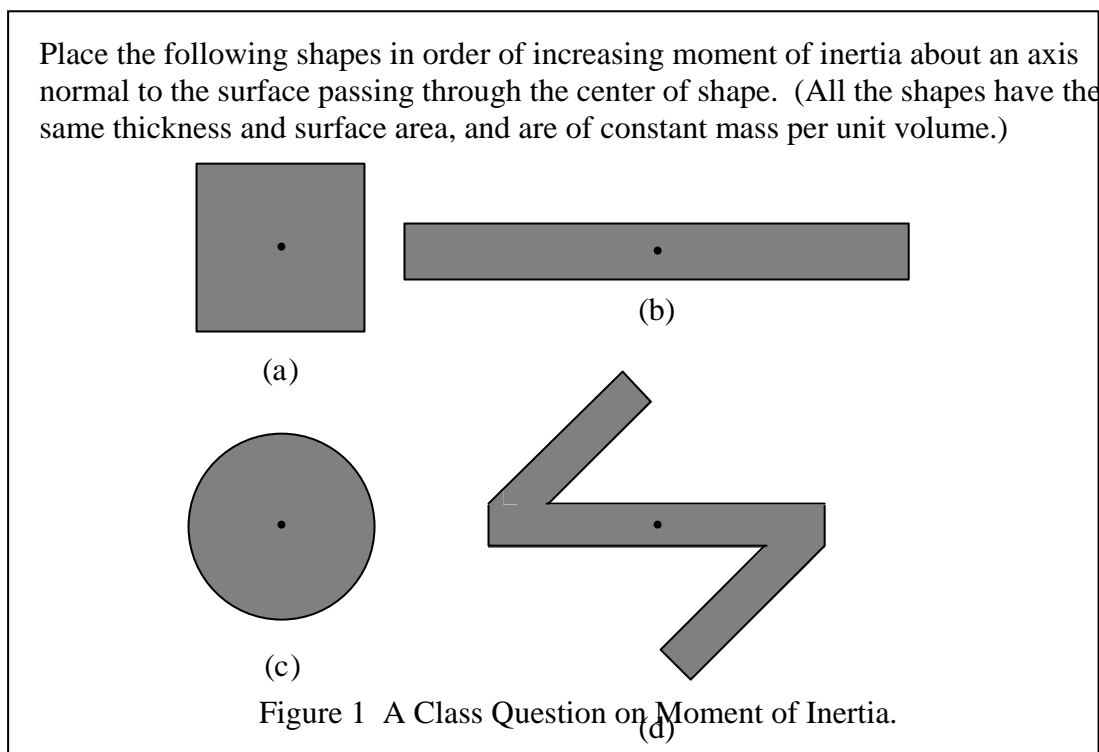 Place the following shapes in order of increasing moment of inertia about an axis
normal to the surface passing through the center of shape.  (All the shapes have the
same thickness and surface area, and are of constant mass per unit volume.)
(b)
(a)
(c)
Figure 1  A Class Question on Moment of Inertia.
(d)